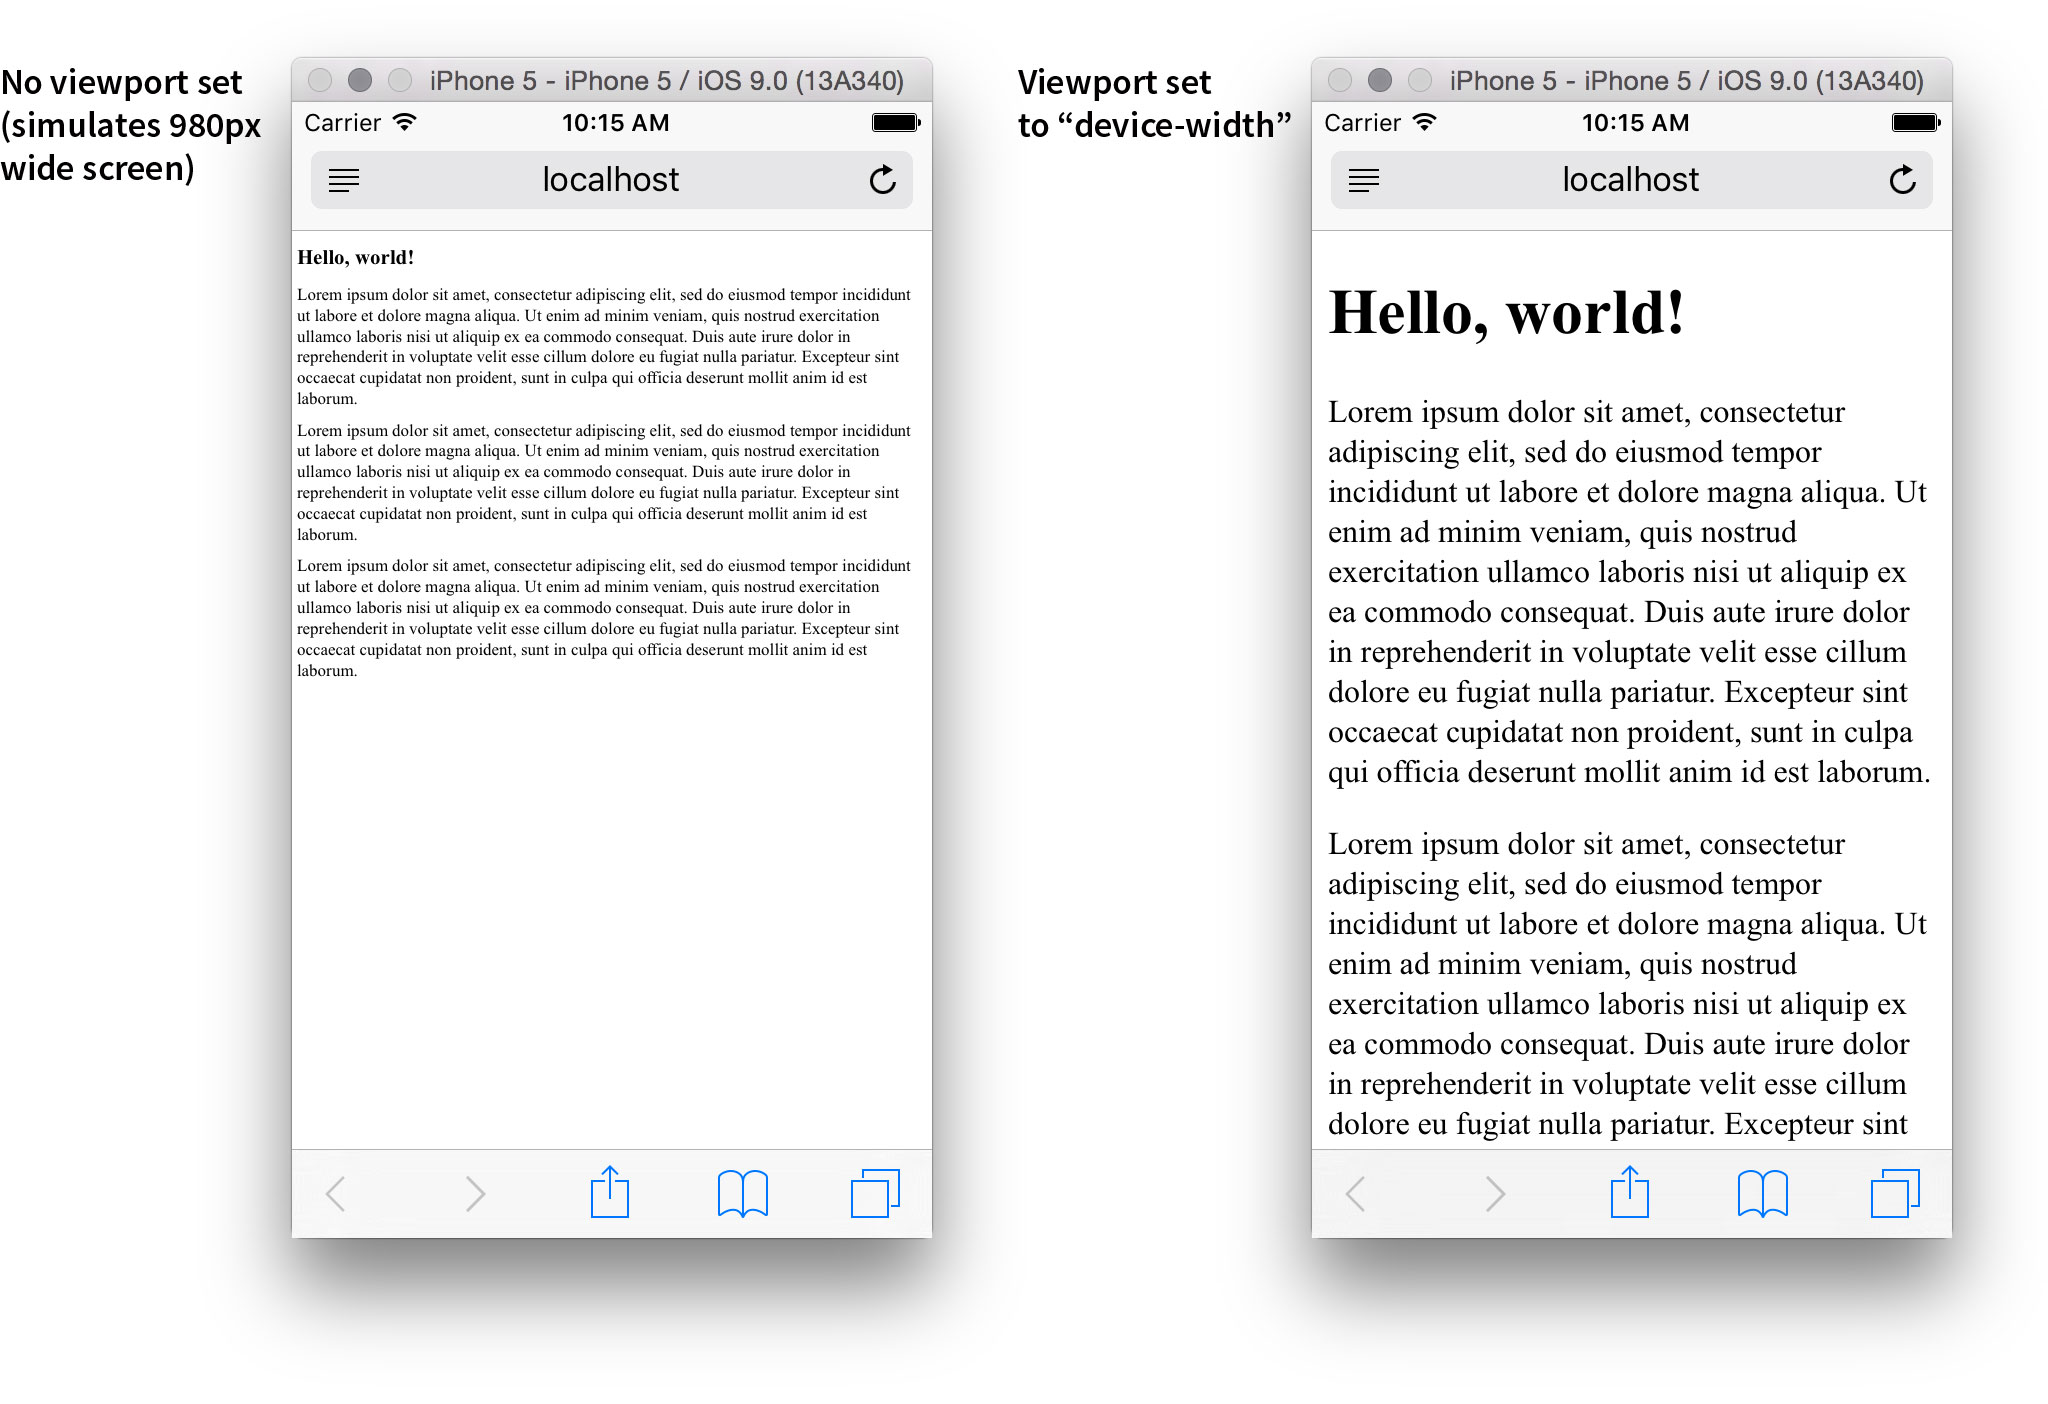 No viewport set
(simulates 980px
wide screen)
iPhone 5 - iPhone 5 / iOS 9.0 (13A340)
Carrier 10:15 AM
localhost
Hello, world!
Lorem ipsum dolor sit amet, consectetur adipiscing elit, sed do eiusmod tempor incididunt
ut labore et dolore magna aliqua. Ut enim ad minim veniam, quis nostrud exercitation
ullamco laboris nisi ut aliquip ex ea commodo consequat. Duis aute irure dolor in
reprehenderit in voluptate velit esse cillum dolore eu fugiat nulla pariatur. Excepteur sint
occaecat cupidatat non proident, sunt in culpa qui officia deserunt mollit anim id est
laborum.
Lorem ipsum dolor sit amet, consectetur adipiscing elit, sed do eiusmod tempor incididunt
ut labore et dolore magna aliqua. Ut enim ad minim veniam, quis nostrud exercitation
ullamco laboris nisi ut aliquip ex ea commodo consequat. Duis aute irure dolor in
reprehenderit in voluptate velit esse cillum dolore eu fugiat nulla pariatur. Excepteur sint
occaecat cupidatat non proident, sunt in culpa qui officia deserunt mollit anim id est
laborum.
Lorem ipsum dolor sit amet, consectetur adipiscing elit, sed do eiusmod tempor incididunt
ut labore et dolore magna aliqua. Ut enim ad minim veniam, quis nostrud exercitation
ullamco laboris nisi ut aliquip ex ea commodo consequat. Duis aute irure dolor in
reprehenderit in voluptate velit esse cillum dolore eu fugiat nulla pariatur. Excepteur sint
occaecat cupidatat non proident, sunt in culpa qui officia deserunt mollit anim id est
laborum.
Viewport set
to “device-width”
iPhone 5 - iPhone 5 / iOS 9.0 (13A340)
Carrier 10:15 AM
localhost
Hello, world!
Lorem ipsum dolor sit amet, consectetur
adipiscing elit, sed do eiusmod tempor
incididunt ut labore et dolore magna aliqua. Ut
enim ad minim veniam, quis nostrud
exercitation ullamco laboris nisi ut aliquip ex
ea commodo consequat. Duis aute irure dolor
in reprehenderit in voluptate velit esse cillum
dolore eu fugiat nulla pariatur. Excepteur sint
occaecat cupidatat non proident, sunt in culpa
qui officia deserunt mollit anim id est laborum.
Lorem ipsum dolor sit amet, consectetur
adipiscing elit, sed do eiusmod tempor
incididunt ut labore et dolore magna aliqua. Ut
enim ad minim veniam, quis nostrud
exercitation ullamco laboris nisi ut aliquip ex
ea commodo consequat. Duis aute irure dolor
in reprehenderit in voluptate velit esse cillum
dolore eu fugiat nulla pariatur. Excepteur sint